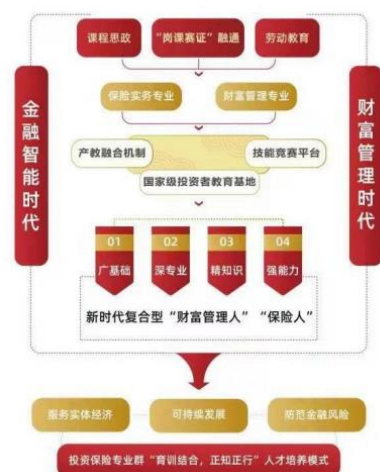 课程思政
“岗课赛证”融通
劳动教育
金融智能时代
财富管理时代
保险实务专业
财富管理专业
产教融合机制
技能竞赛平台
国家级投资者教育基地
01
02
03
04
广基础
深专业
精知识
强能力
新时代复合型“财富管理人”“保险人”
服务实体经济
可持续发展
防范金融风险
投资保险专业群“育训结合，正知正行”人才培养模式